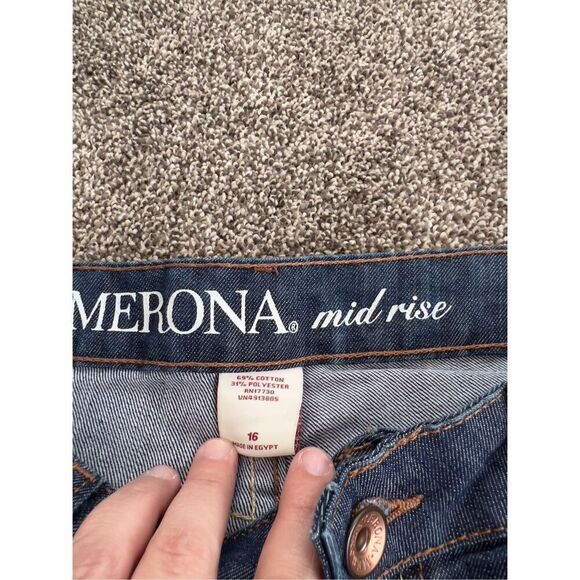 MERONA® mid rise
69% COTTON
31% POLYESTER
RN17730
UN4913805
16
MADE IN EGYPT